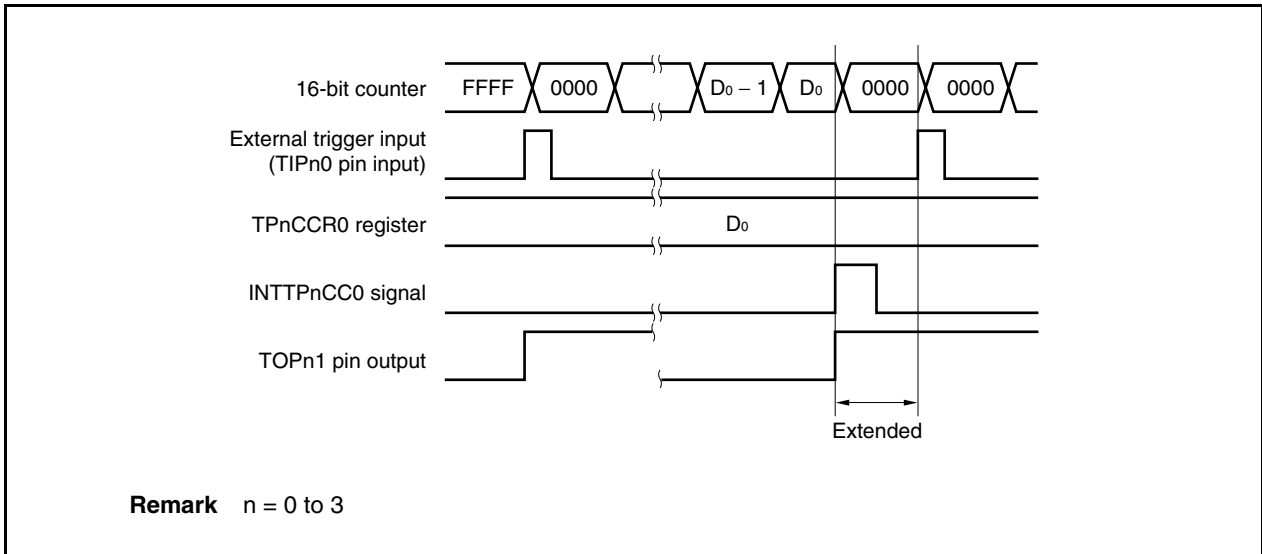 16-bit counter FFFF 0000 D₀ − 1 D₀ 0000 0000
External trigger input
(TIPn0 pin input)
TPnCCR0 register D₀
INTTPnCC0 signal
TOPn1 pin output
Extended
Remark n = 0 to 3